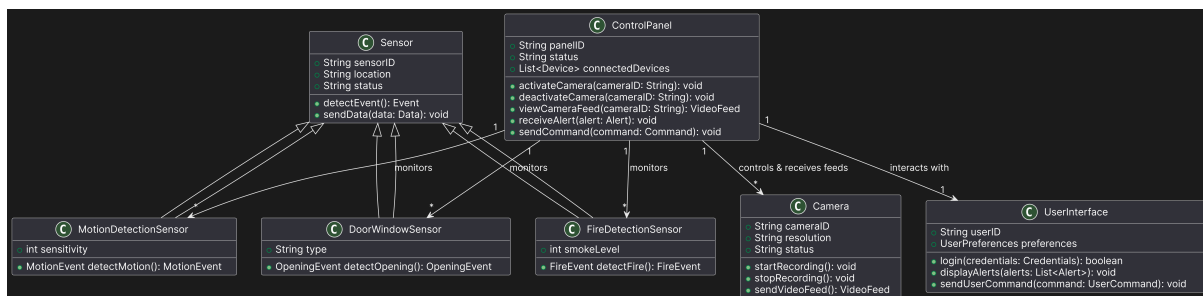 C ControlPanel
String panelID
String status
List<Device> connectedDevices
activateCamera(cameraID: String): void
deactivateCamera(cameraID: String): void
viewCameraFeed(cameraID: String): VideoFeed
receiveAlert(alert: Alert): void
sendCommand(command: Command): void
C Sensor
String sensorID
String location
String status
detectEvent(): Event
sendData(data: Data): void
1
1
1
1
1
monitors
monitors
monitors
controls & receives feeds
interacts with
*
*
*
*
1
C MotionDetectionSensor
int sensitivity
MotionEvent detectMotion(): MotionEvent
C DoorWindowSensor
String type
OpeningEvent detectOpening(): OpeningEvent
C FireDetectionSensor
int smokeLevel
FireEvent detectFire(): FireEvent
C Camera
String cameraID
String resolution
String status
startRecording(): void
stopRecording(): void
sendVideoFeed(): VideoFeed
C UserInterface
String userID
UserPreferences preferences
login(credentials: Credentials): boolean
displayAlerts(alerts: List<Alert>): void
sendUserCommand(command: UserCommand): void